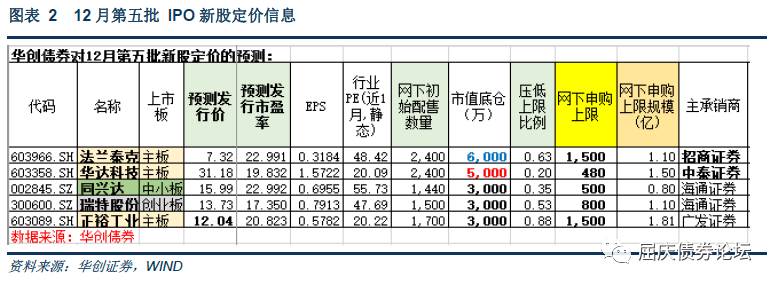 图表 2 12 月第五批 IPO 新股定价信息
华创债券对12月第五批新股定价的预测:
代码 名称 上市板 预测发行价 预测发行市盈率 EPS 行业PE(近1月,静态) 网下初始配售数量 市值底仓(万) 压低上限比例 网下申购上限 网下申购上限规模(亿) 主承销商
603966.SH 法兰泰克 主板 7.32 22.991 0.3184 48.42 2,400 6,000 0.63 1,500 1.10 招商证券
603358.SH 华达科技 主板 31.18 19.832 1.5722 20.09 2,400 5,000 0.20 480 1.50 中泰证券
002845.SZ 同兴达 中小板 15.99 22.992 0.6955 55.73 1,440 3,000 0.35 500 0.80 海通证券
300600.SZ 瑞特股份 创业板 13.73 17.350 0.7913 47.69 1,500 3,000 0.53 800 1.10 海通证券
603089.SH 正裕工业 主板 12.04 20.823 0.5782 20.22 1,700 3,000 0.88 1,500 1.81 广发证券
数据来源：华创债券
屈庆债券论坛
资料来源：华创证券，WIND